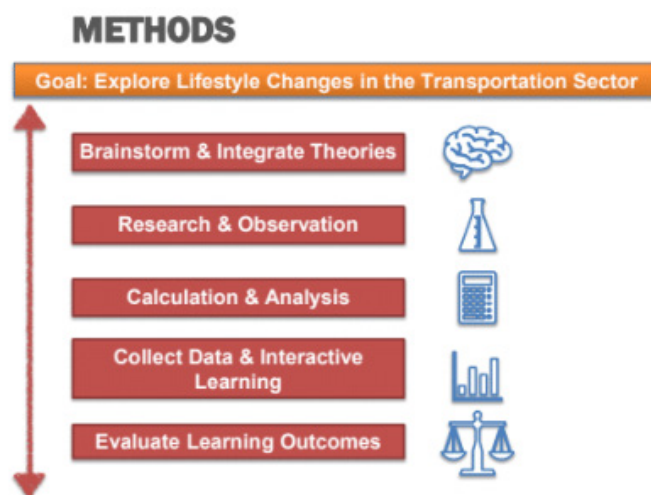 METHODS
Goal: Explore Lifestyle Changes in the Transportation Sector
Brainstorm & Integrate Theories
Research & Observation
Calculation & Analysis
Collect Data & Interactive
Learning
Evaluate Learning Outcomes